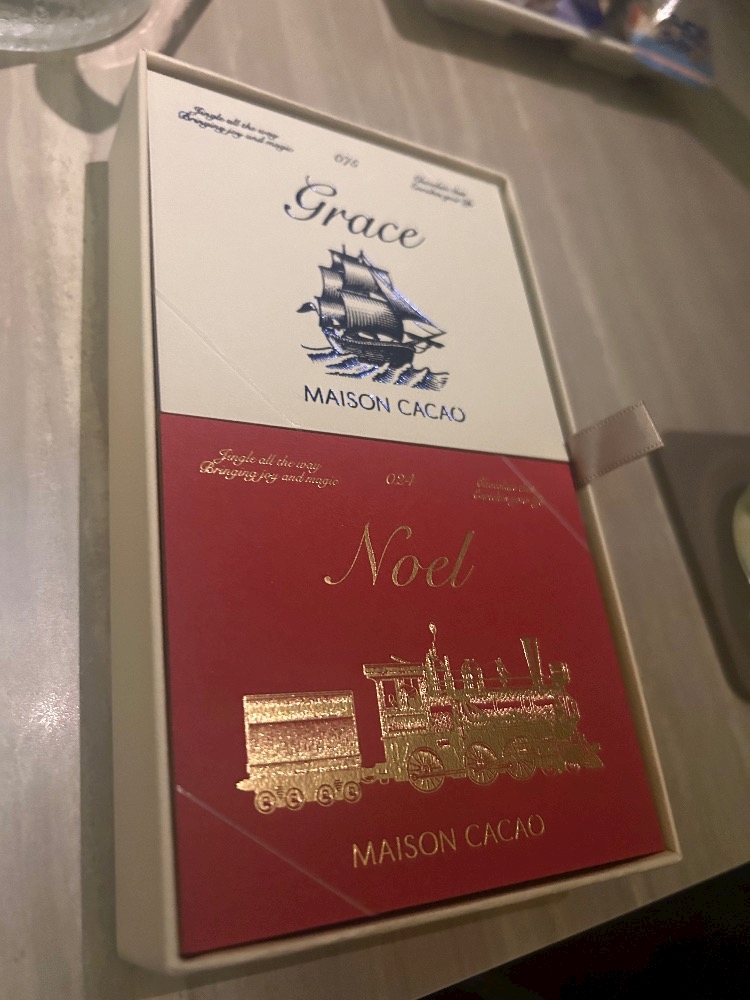 Jingle all the way
Bringing joy and magic
075
Grace
MAISON CACAO
Jingle all the way
Bringing joy and magic
024
Noel
MAISON CACAO